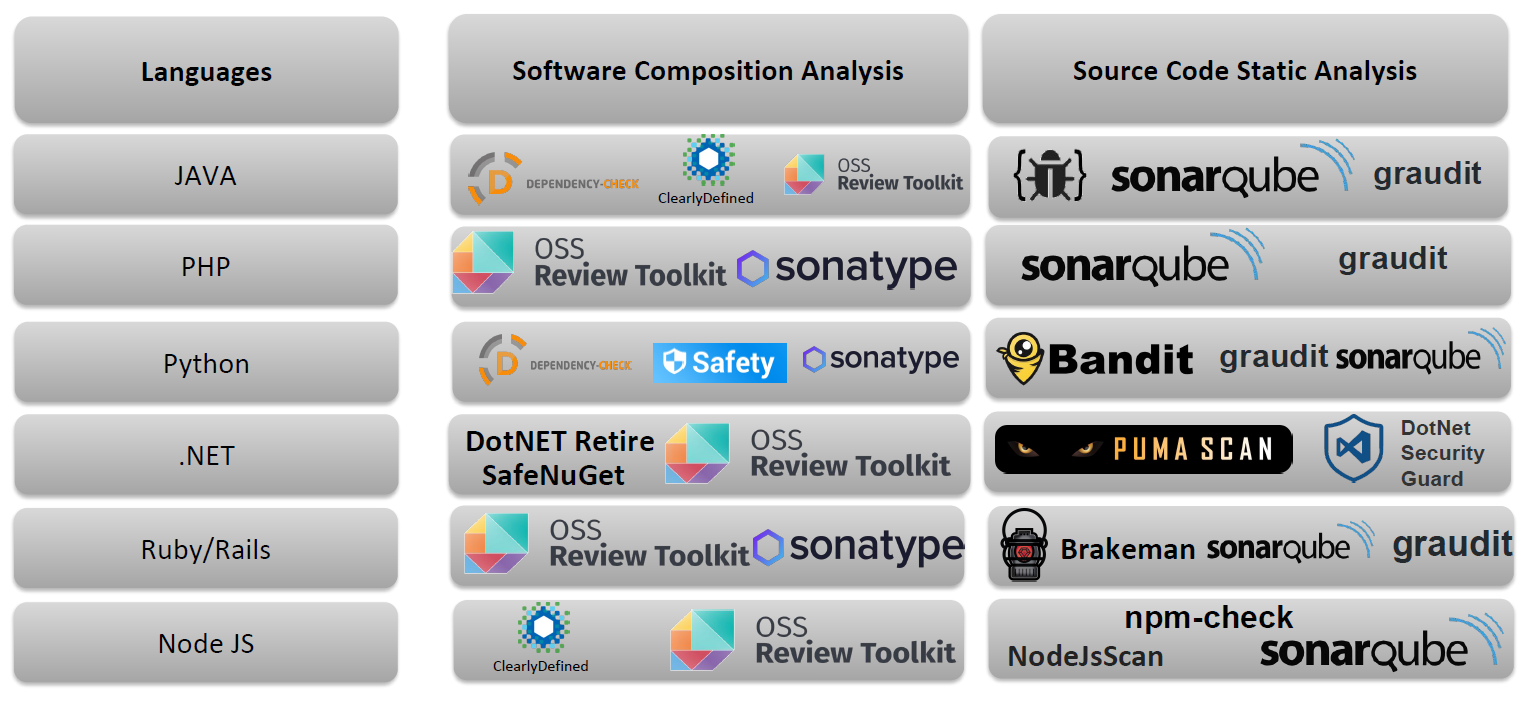 Languages
Software Composition Analysis
Source Code Static Analysis
JAVA
D
DEPENDENCY-CHECK
ClearlyDefined
OSS
Review Toolkit
sonarqube
graudit
PHP
OSS
Review Toolkit
sonatype
sonarqube
graudit
Python
D
DEPENDENCY-CHECK
Safety
sonatype
Bandit
graudit
sonarqube
.NET
DotNET Retire
SafeNuGet
OSS
Review Toolkit
PUMA SCAN
DotNet
Security
Guard
Ruby/Rails
OSS
Review Toolkit
sonatype
Brakeman
sonarqube
graudit
Node JS
ClearlyDefined
OSS
Review Toolkit
npm-check
NodeJsScan
sonarqube